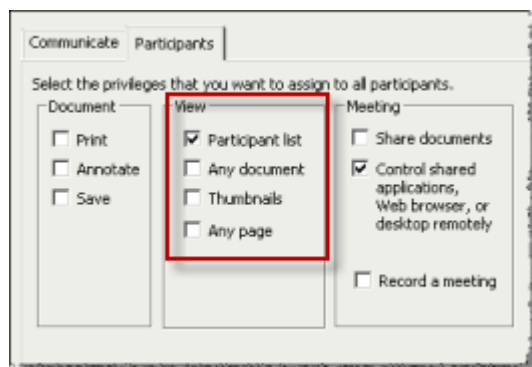 Communicate Participants
Select the privileges that you want to assign to all participants.
Document
Print
Annotate
Save
View
Participant list
Any document
Thumbnails
Any page
Meeting
Share documents
Control shared
applications,
Web browser, or
desktop remotely
Record a meeting